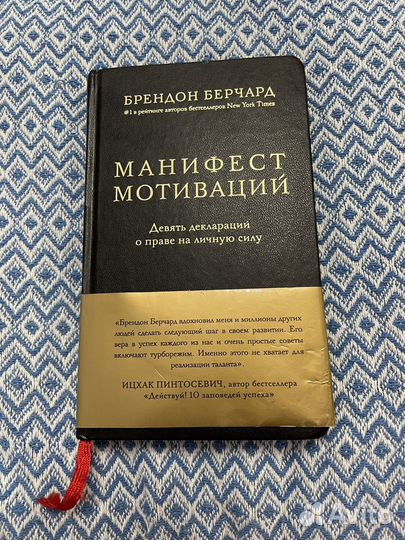 БРЕНДОН БЕРЧАРД
#1 в рейтинге авторов бестселлеров New York Times
МАНИФЕСТ
МОТИВАЦИЙ
Девять деклараций
о праве на личную силу
«Брендон Берчард вдохновил меня и миллионы других
людей сделать следующий шаг в своем развитии. Его
вера в успех каждого из нас и очень простые советы
включают турборежим. Именно этого не хватает для
реализации таланта».
ИЦХАК ПИНТОСЕВИЧ, автор бестселлера
«Действуй! 10 заповедей успеха»
Avito